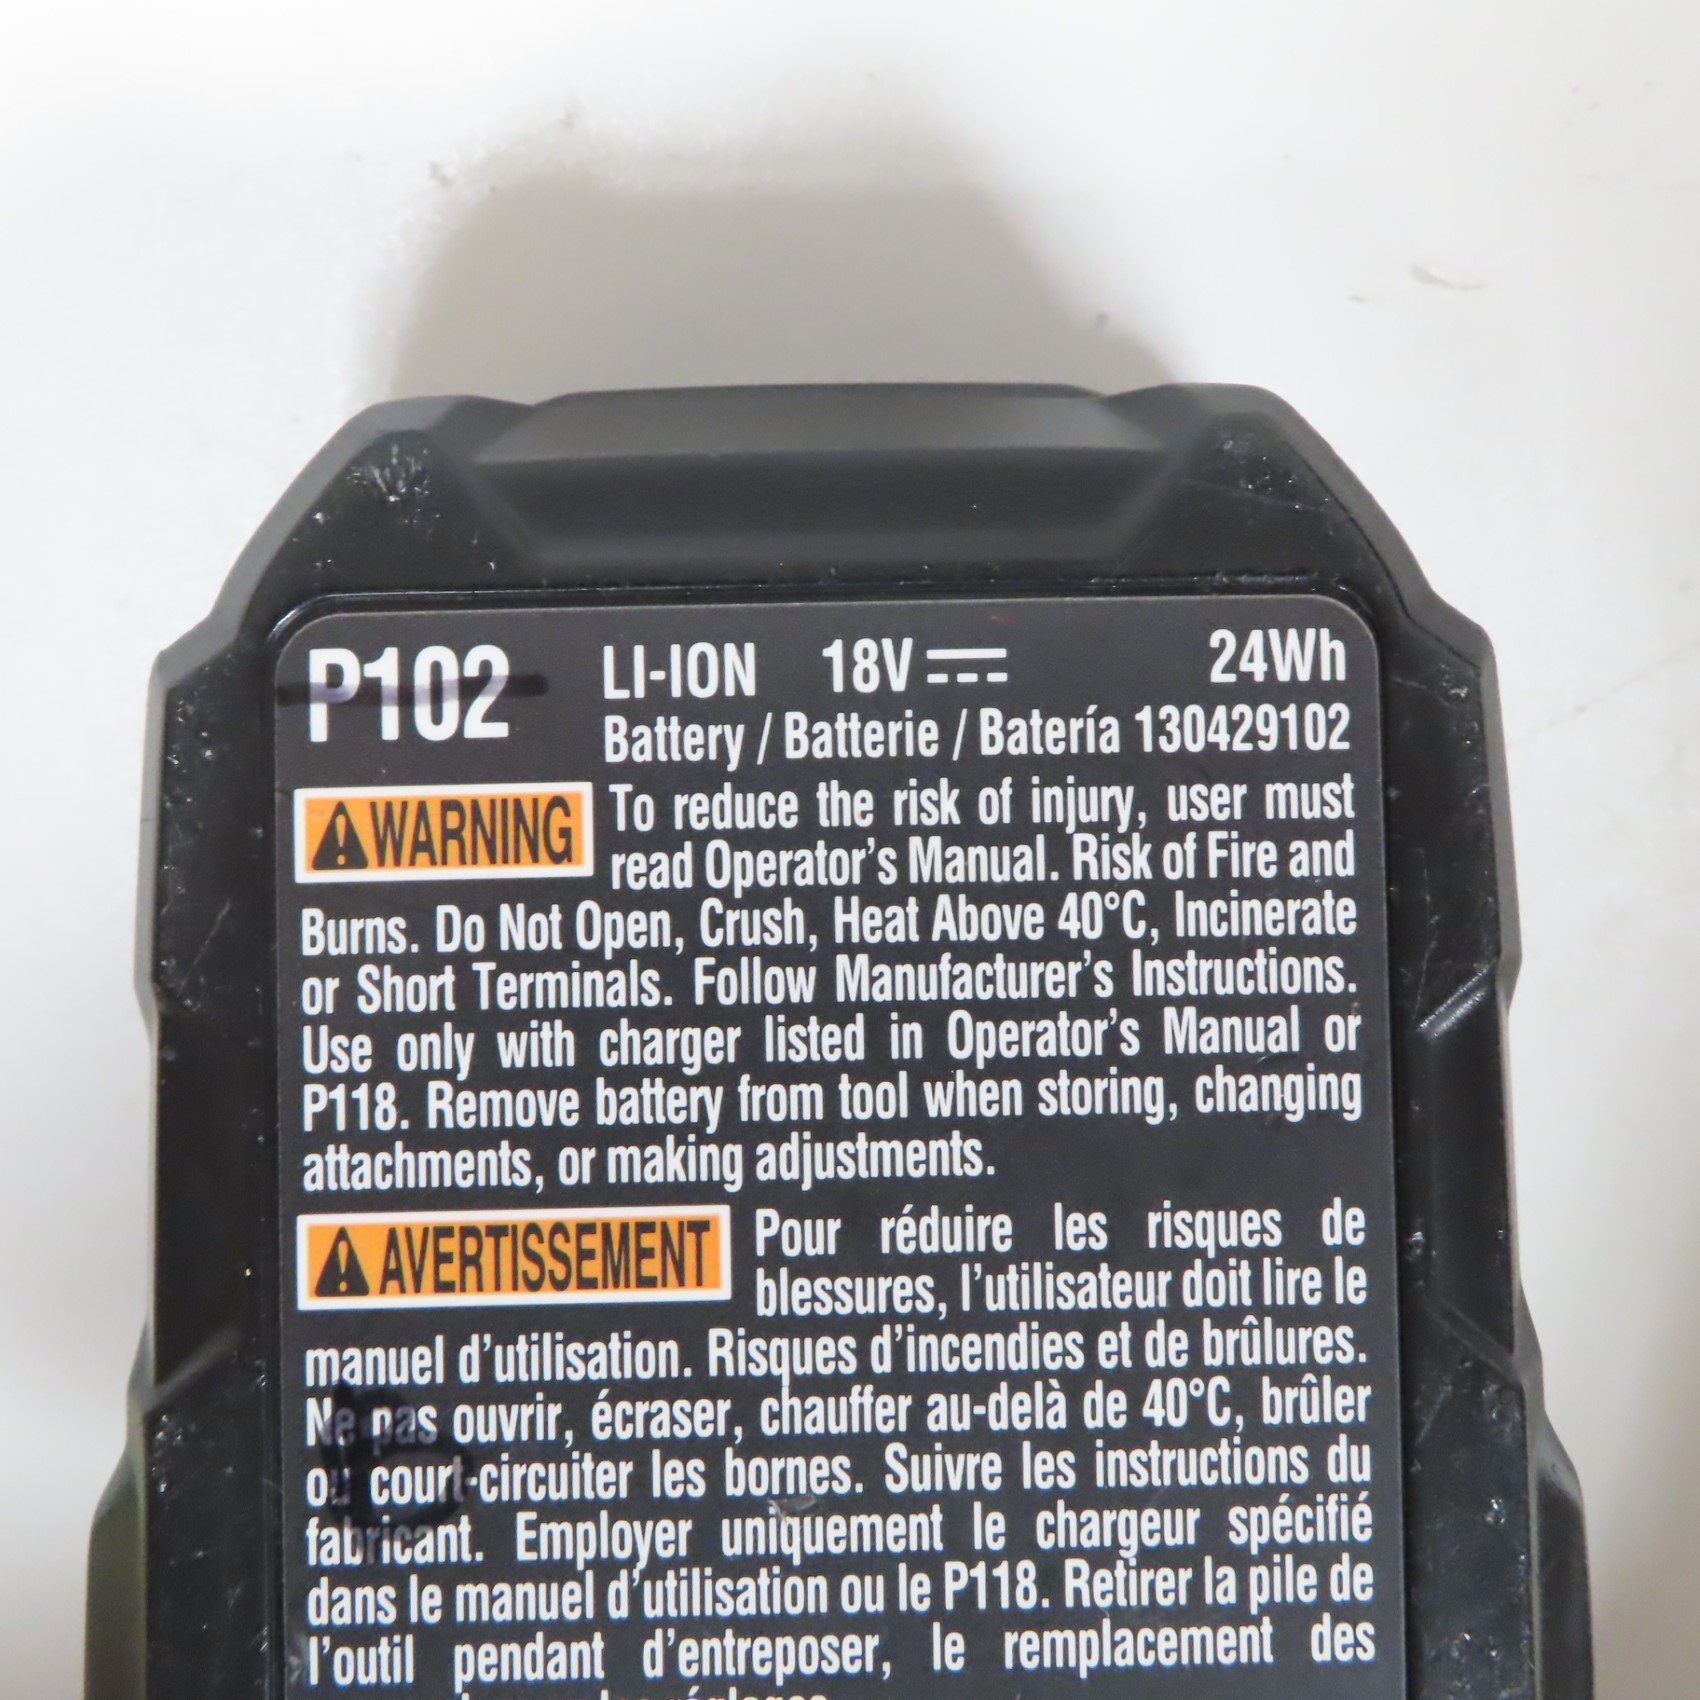 P102 LI-ION 18V 24Wh
Battery / Batterie / Batería 130429102
WARNING To reduce the risk of injury, user must
read Operator's Manual. Risk of Fire and
Burns. Do Not Open, Crush, Heat Above 40°C, Incinerate
or Short Terminals. Follow Manufacturer's Instructions.
Use only with charger listed in Operator's Manual or
P118. Remove battery from tool when storing, changing
attachments, or making adjustments.
AVERTISSEMENT Pour réduire les risques de
blessures, l'utilisateur doit lire le
manuel d'utilisation. Risques d'incendies et de brûlures.
Ne pas ouvrir, écraser, chauffer au-delà de 40°C, brûler
ou court-circuiter les bornes. Suivre les instructions du
fabricant. Employer uniquement le chargeur spécifié
dans le manuel d'utilisation ou le P118. Retirer la pile de
l'outil pendant d'entreposer, le remplacement des